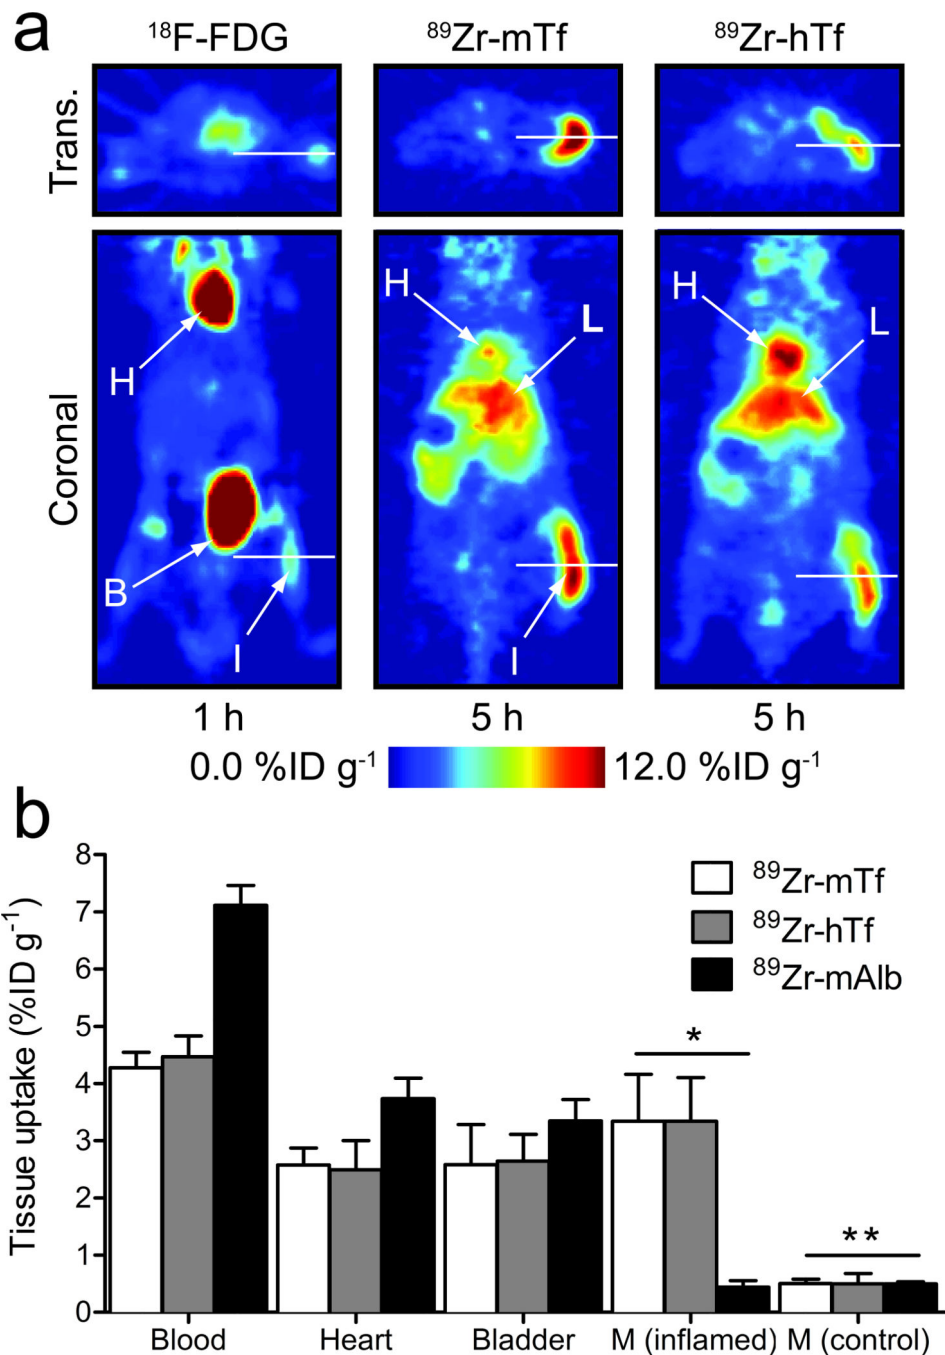 a
¹⁸F-FDG
⁸⁹Zr-mTf
⁸⁹Zr-hTf
Trans.
Coronal
H
B
I
H
L
I
H
L
1 h
5 h
5 h
0.0 %ID g⁻¹
12.0 %ID g⁻¹
b
Tissue uptake (%ID g⁻¹)
8
7
6
5
4
3
2
1
0
⁸⁹Zr-mTf
⁸⁹Zr-hTf
⁸⁹Zr-mAlb
*
**
Blood
Heart
Bladder
M (inflamed)
M (control)